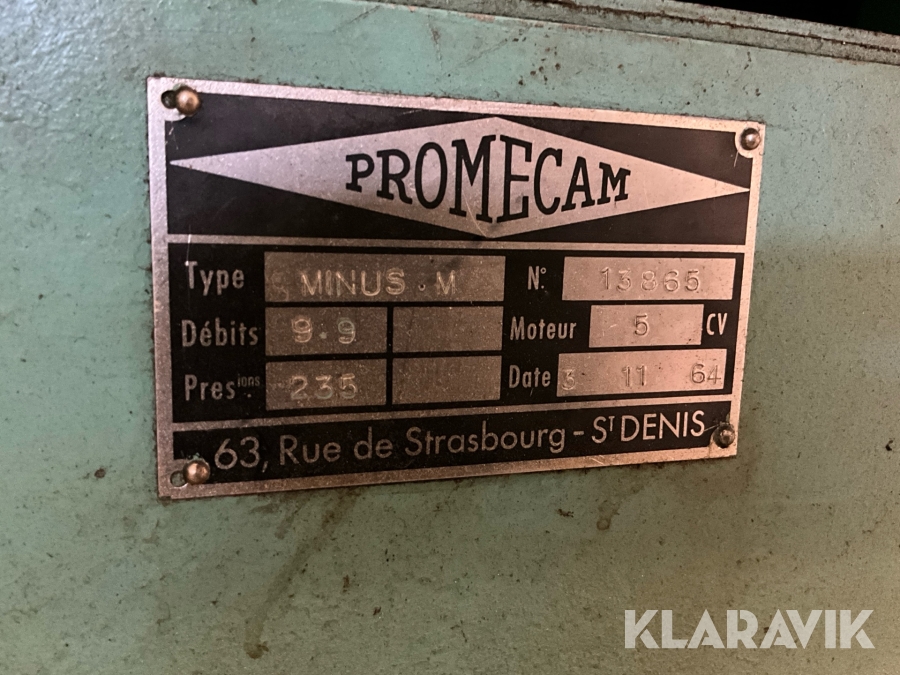 PROMECAM
Type MINUS.M N° 13865
Débits 9.9 Moteur 5 CV
Pres.ions 235 Date 3 11 64
63, Rue de Strasbourg - ST DENIS
KLARAVIK